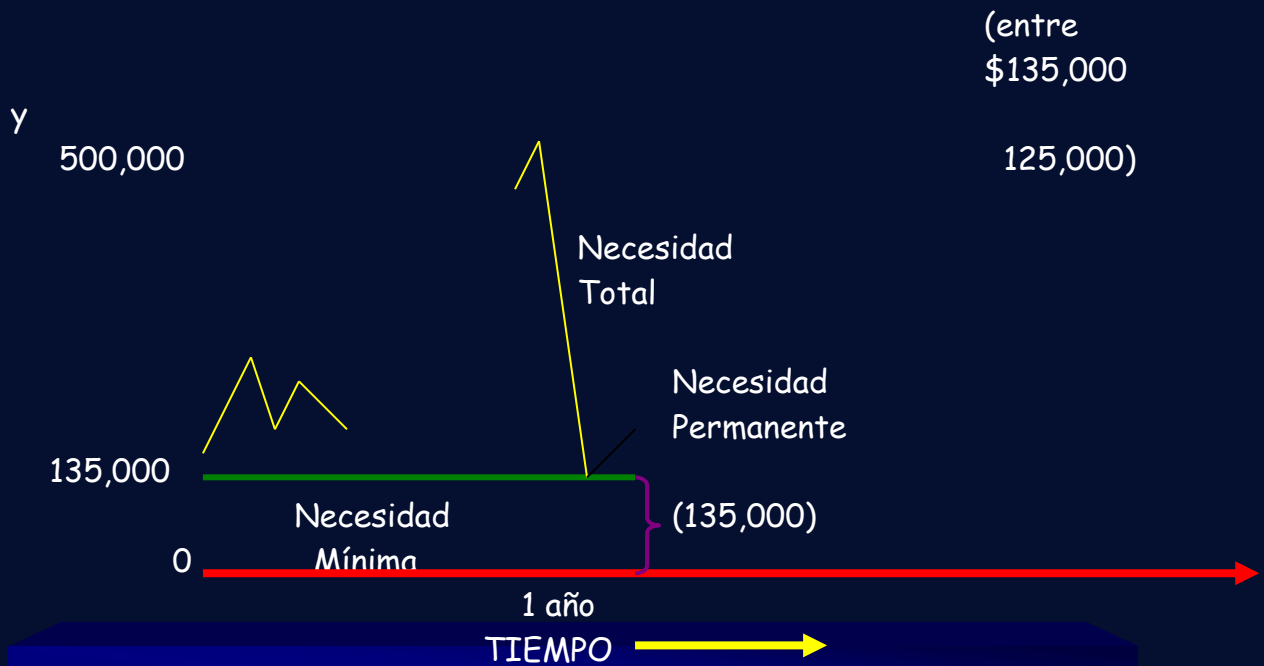 (entre
$135,000
y
500,000
125,000)
Necesidad
Total
Necesidad
Permanente
135,000
Necesidad
(135,000)
0
Mínima
1 año
TIEMPO